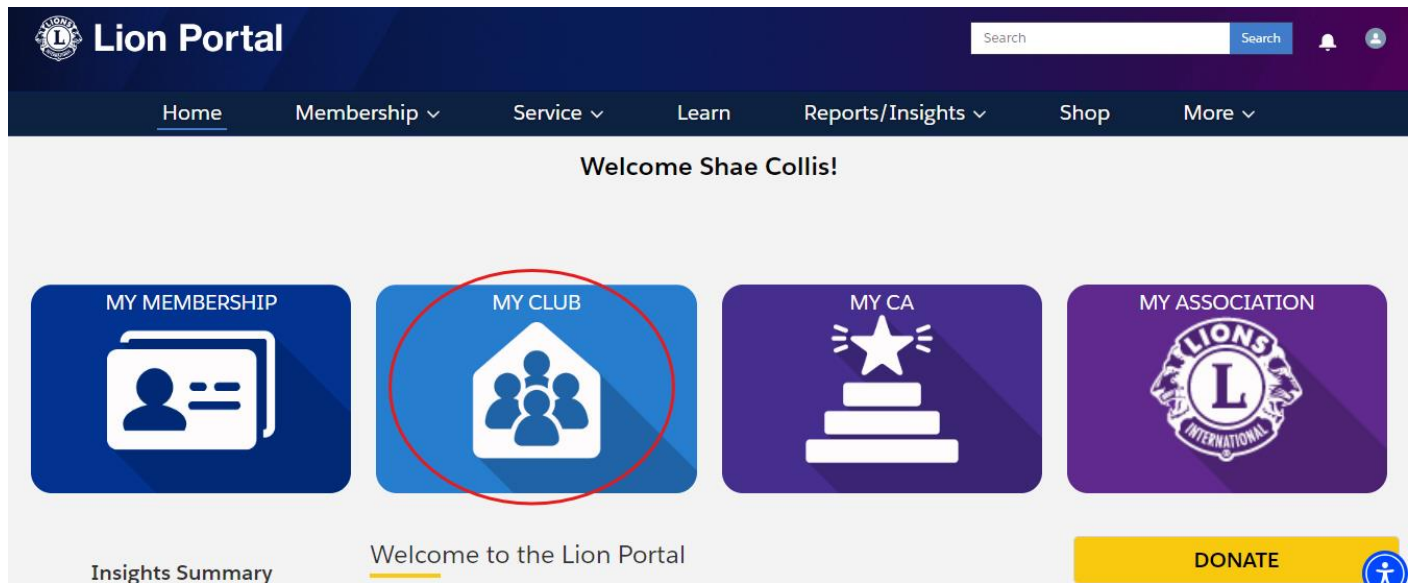 Lion Portal
Search
Search
Home
Membership
Service
Learn
Reports/Insights
Shop
More
Welcome Shae Collis!
MY MEMBERSHIP
MY CLUB
MY CA
MY ASSOCIATION
LIONS
L
INTERNATIONAL
Insights Summary
Welcome to the Lion Portal
DONATE